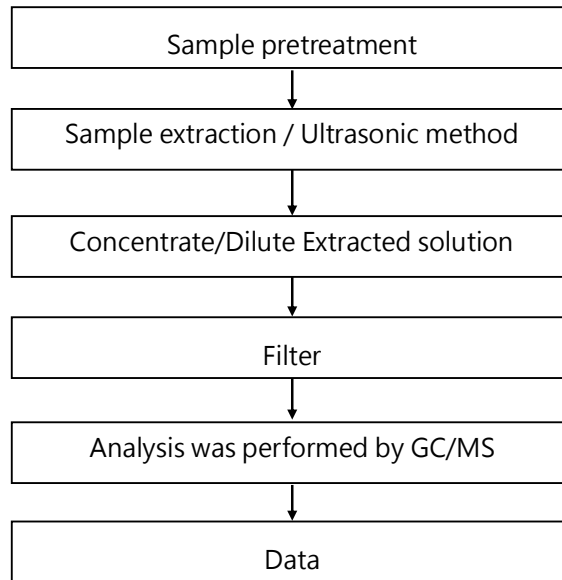 Sample pretreatment
Sample extraction / Ultrasonic method
Concentrate/Dilute Extracted solution
Filter
Analysis was performed by GC/MS
Data